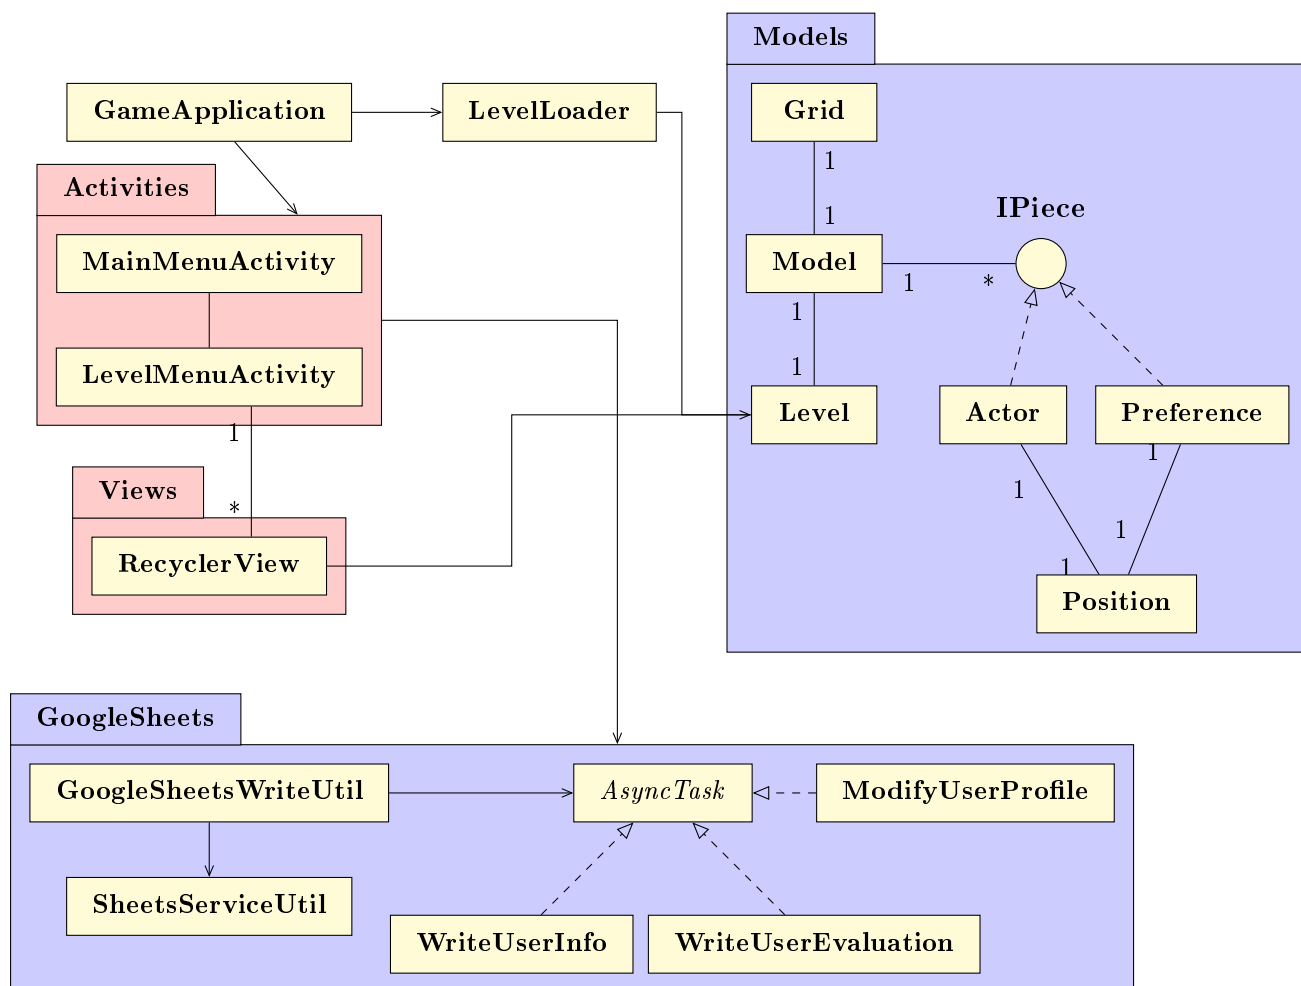 Models
GameApplication
LevelLoader
Grid
1
Activities
1
IPiece
MainMenuActivity
Model
1
*
1
LevelMenuActivity
1
Level
Actor
Preference
1
1
Views
1
*
1
RecyclerView
1
Position
GoogleSheets
GoogleSheetsWriteUtil
AsyncTask
ModifyUserProfile
SheetsServiceUtil
WriteUserInfo
WriteUserEvaluation